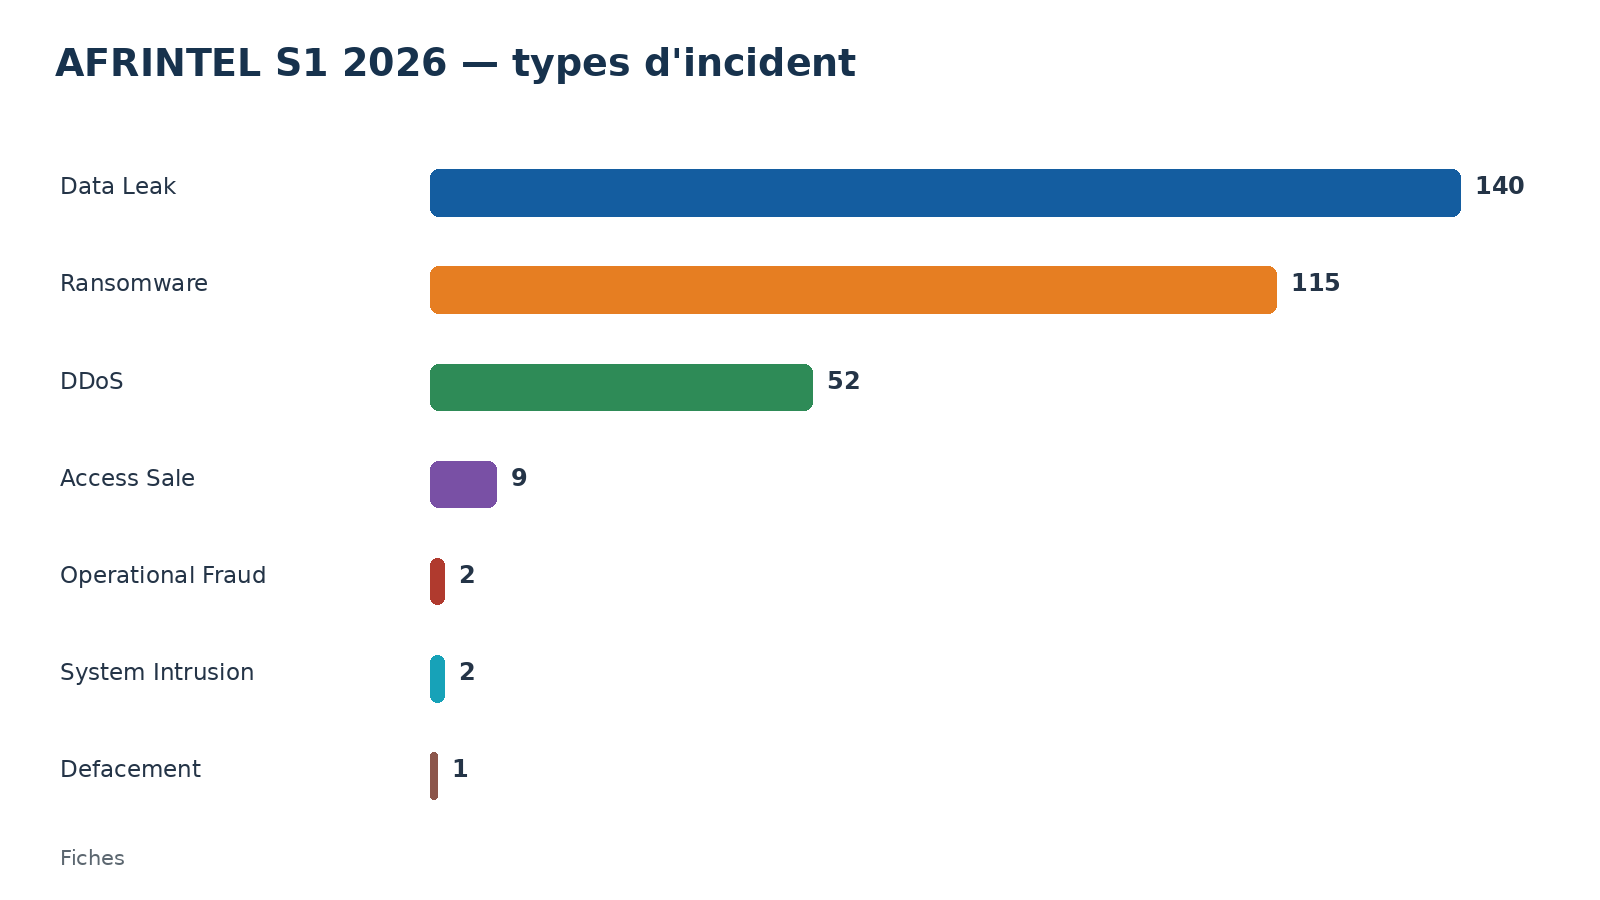 AFRINTEL S1 2026 — types d'incident
Data Leak 140
Ransomware 115
DDoS 52
Access Sale 9
Operational Fraud 2
System Intrusion 2
Defacement 1
Fiches